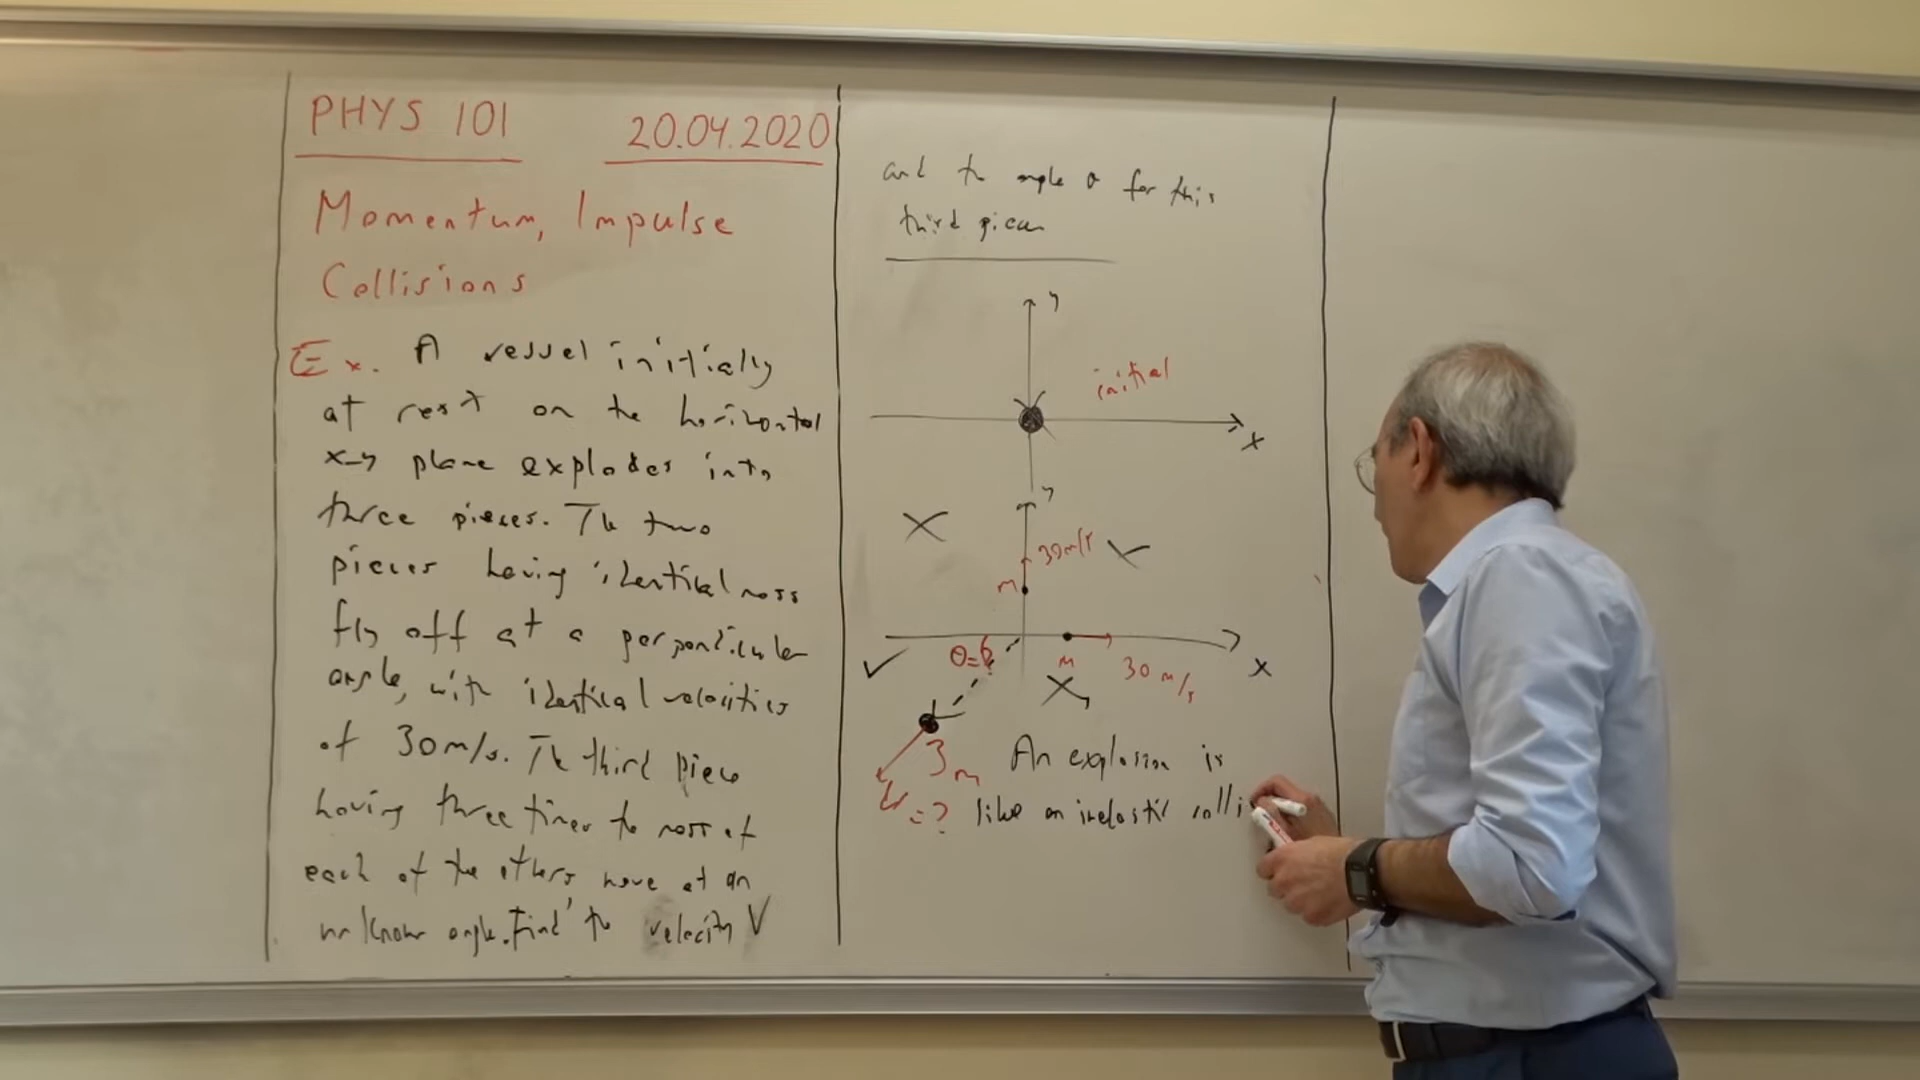 PHYS 101 20.04.2020
Momentum, Impulse
Collisions
Ex. A vessel initially
at rest on the horizontal
x-y plane explodes into
three pieces. The two
pieces having identical mass
fly off at a perpendicular
angle, with identical velocities
of 30 m/s. The third piece
having three times the mass of
each of the others move at an
unknown angle. Find the velocity V
and the angle θ for this
third piece
y
initial
x
y
30 m/s
m
θ=?
m
30 m/s
x
3m
=?
An explosion is
like an inelastic colli